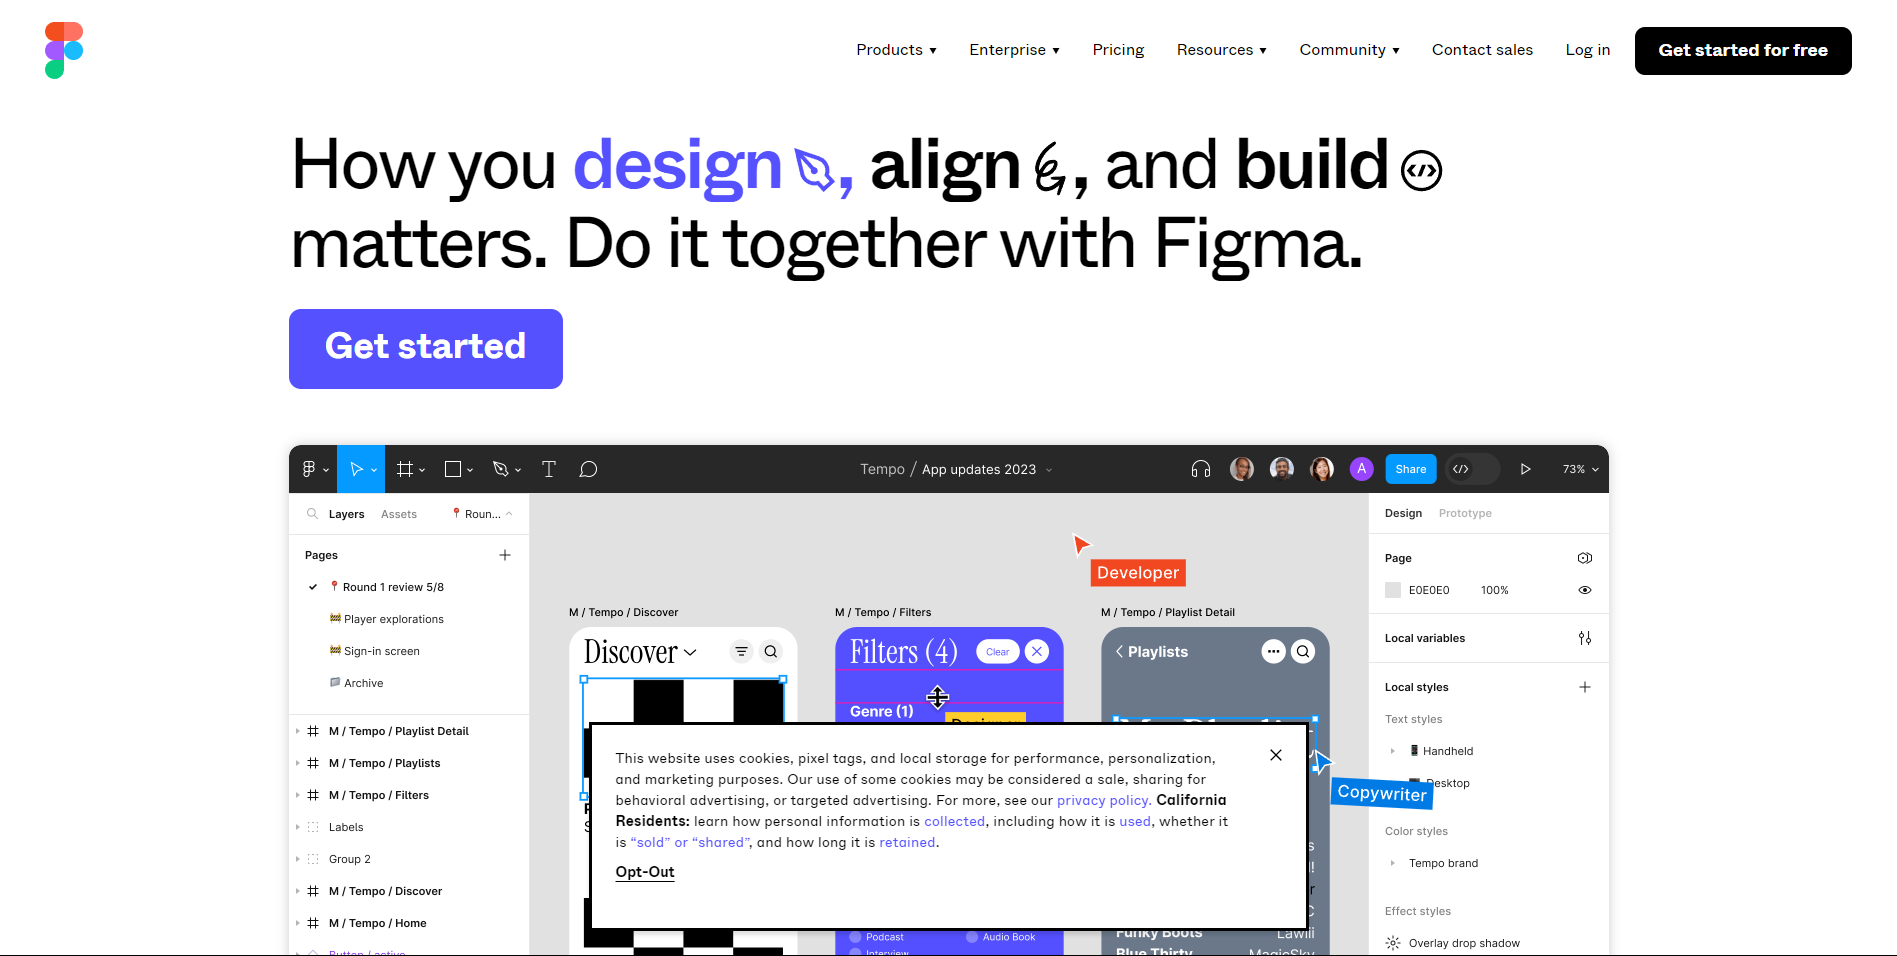 Products ▼ Enterprise ▼ Pricing Resources ▼ Community ▼ Contact sales Log in Get started for free
How you design, align, and build
matters. Do it together with Figma.
Get started
Tempo / App updates 2023
A Share 73%
Layers Assets 📍 Roun...
Pages
📍 Round 1 review 5/8
🚧 Player explorations
🚧 Sign-in screen
Archive
M / Tempo / Playlist Detail
M / Tempo / Playlists
M / Tempo / Filters
Labels
Group 2
M / Tempo / Discover
M / Tempo / Home
Button / active
Developer
M / Tempo / Discover
Discover
M / Tempo / Filters
Filters (4) Clear
Genre (1)
Designer
Podcast Audio Book
Interview
M / Tempo / Playlist Detail
Playlists
Copywriter
Funky Boots Lawill
Blue Thirty MagicSky
This website uses cookies, pixel tags, and local storage for performance, personalization,
and marketing purposes. Our use of some cookies may be considered a sale, sharing for
behavioral advertising, or targeted advertising. For more, see our privacy policy. California
Residents: learn how personal information is collected, including how it is used, whether it
is “sold” or “shared”, and how long it is retained.
Opt-Out
Design Prototype
Page
E0E0E0 100%
Local variables
Local styles
Text styles
Handheld
Desktop
Color styles
Tempo brand
Effect styles
Overlay drop shadow